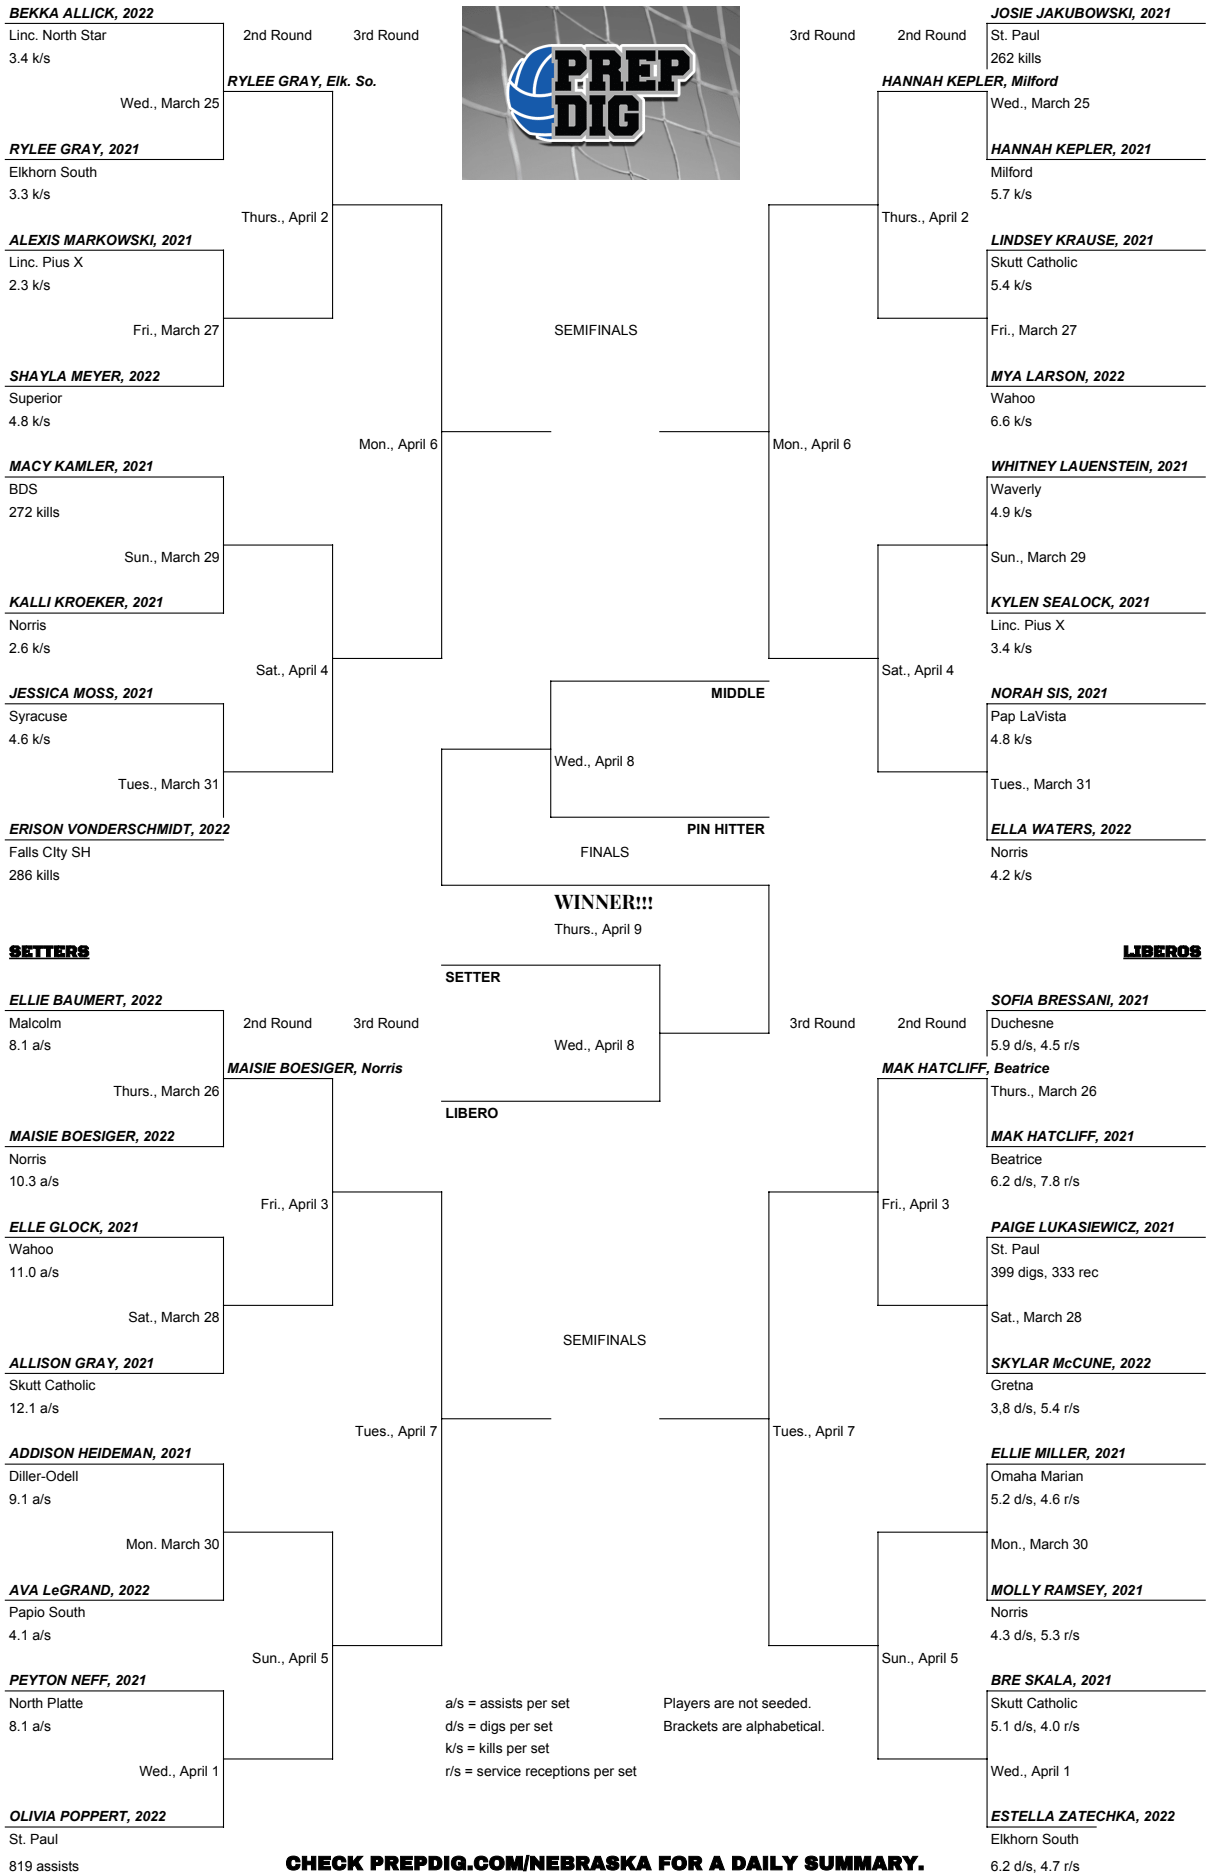 BEKKA ALLICK, 2022
Linc. North Star
3.4 k/s
2nd Round
3rd Round
RYLEE GRAY, Elk. So.
Wed., March 25
RYLEE GRAY, 2021
Elkhorn South
3.3 k/s
Thurs., April 2
ALEXIS MARKOWSKI, 2021
Linc. Pius X
2.3 k/s
Fri., March 27
SHAYLA MEYER, 2022
Superior
4.8 k/s
Mon., April 6
MACY KAMLER, 2021
BDS
272 kills
Sun., March 29
KALLI KROEKER, 2021
Norris
2.6 k/s
Sat., April 4
JESSICA MOSS, 2021
Syracuse
4.6 k/s
Tues., March 31
ERISON VONDERSCHMIDT, 2022
Falls CIty SH
286 kills
PREP
DIG
SEMIFINALS
JOSIE JAKUBOWSKI, 2021
3rd Round
2nd Round
St. Paul
262 kills
HANNAH KEPLER, Milford
Wed., March 25
HANNAH KEPLER, 2021
Milford
5.7 k/s
Thurs., April 2
LINDSEY KRAUSE, 2021
Skutt Catholic
5.4 k/s
Fri., March 27
MYA LARSON, 2022
Wahoo
6.6 k/s
Mon., April 6
WHITNEY LAUENSTEIN, 2021
Waverly
4.9 k/s
Sun., March 29
KYLEN SEALOCK, 2021
Linc. Pius X
3.4 k/s
Sat., April 4
NORAH SIS, 2021
Pap LaVista
4.8 k/s
Tues., March 31
ELLA WATERS, 2022
Norris
4.2 k/s
MIDDLE
Wed., April 8
PIN HITTER
FINALS
WINNER!!!
Thurs., April 9
SETTER
Wed., April 8
LIBERO
SETTERS
ELLIE BAUMERT, 2022
Malcolm
8.1 a/s
2nd Round
3rd Round
MAISIE BOESIGER, Norris
Thurs., March 26
MAISIE BOESIGER, 2022
Norris
10.3 a/s
Fri., April 3
ELLE GLOCK, 2021
Wahoo
11.0 a/s
Sat., March 28
ALLISON GRAY, 2021
Skutt Catholic
12.1 a/s
Tues., April 7
ADDISON HEIDEMAN, 2021
Diller-Odell
9.1 a/s
Mon. March 30
AVA LeGRAND, 2022
Papio South
4.1 a/s
Sun., April 5
PEYTON NEFF, 2021
North Platte
8.1 a/s
Wed., April 1
OLIVIA POPPERT, 2022
St. Paul
819 assists
SEMIFINALS
LIBEROS
SOFIA BRESSANI, 2021
3rd Round
2nd Round
Duchesne
5.9 d/s, 4.5 r/s
MAK HATCLIFF, Beatrice
Thurs., March 26
MAK HATCLIFF, 2021
Beatrice
6.2 d/s, 7.8 r/s
Fri., April 3
PAIGE LUKASIEWICZ, 2021
St. Paul
399 digs, 333 rec
Sat., March 28
SKYLAR McCUNE, 2022
Gretna
3,8 d/s, 5.4 r/s
Tues., April 7
ELLIE MILLER, 2021
Omaha Marian
5.2 d/s, 4.6 r/s
Mon., March 30
MOLLY RAMSEY, 2021
Norris
4.3 d/s, 5.3 r/s
Sun., April 5
BRE SKALA, 2021
Skutt Catholic
5.1 d/s, 4.0 r/s
Wed., April 1
ESTELLA ZATECHKA, 2022
Elkhorn South
6.2 d/s, 4.7 r/s
a/s = assists per set
d/s = digs per set
k/s = kills per set
r/s = service receptions per set
Players are not seeded.
Brackets are alphabetical.
CHECK PREPDIG.COM/NEBRASKA FOR A DAILY SUMMARY.